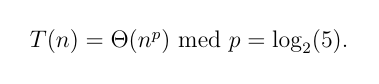 T(n) = Θ(n^p) med p = log_2(5).